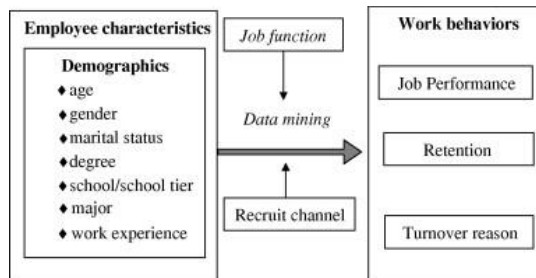 Employee characteristics
Demographics
♦ age
♦ gender
♦ marital status
♦ degree
♦ school/school tier
♦ major
♦ work experience
Job function
Data mining
Recruit channel
Work behaviors
Job Performance
Retention
Turnover reason